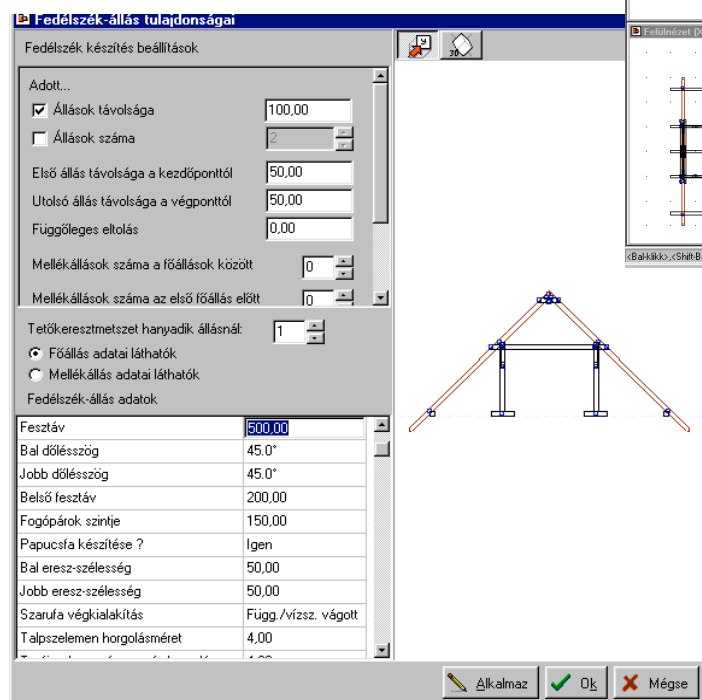 Fedélszék-állás tulajdonságai
Fedélszék készítés beállítások
Adott...
Állások távolsága 100,00
Állások száma 2
Első állás távolsága a kezdőponttól 50,00
Utolsó állás távolsága a végponttól 50,00
Függőleges eltolás 0,00
Mellékállások száma a főállások között 0
Mellékállások száma az első főállás előtt 0
Tetőkeresztmetszet hanyadik állásnál: 1
Főállás adatai láthatók
Mellékállás adatai láthatók
Fedélszék-állás adatok
Fesztáv 500,00
Bal dőlésszög 45.0°
Jobb dőlésszög 45.0°
Belső fesztáv 200,00
Fogópárok szintje 150,00
Papucsfa készítése ? Igen
Bal eresz-szélesség 50,00
Jobb eresz-szélesség 50,00
Szarufa végkialakítás Függ./vízsz. vágott
Talpszelemen horgolásméret 4,00
3D
Felülnézet (X
<Bal-klikk>,<Shift-B
Alkalmaz
Ok
Mégse